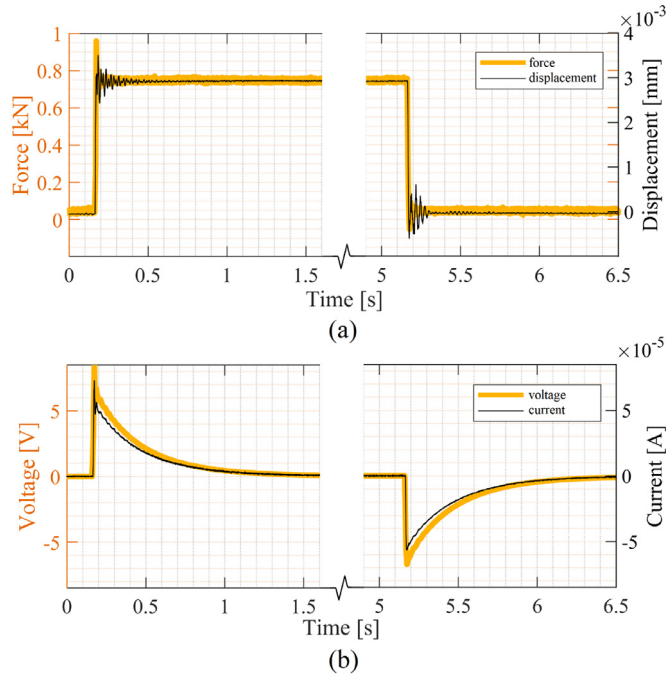 ×10⁻³
1
0.8
0.6
0.4
0.2
0
Force [kN]
force
displacement
4
3
2
1
0
Displacement [mm]
0 0.5 1 1.5 5 5.5 6 6.5
Time [s]
(a)
×10⁻⁵
5
0
-5
Voltage [V]
voltage
current
5
0
-5
Current [A]
0 0.5 1 1.5 5 5.5 6 6.5
Time [s]
(b)